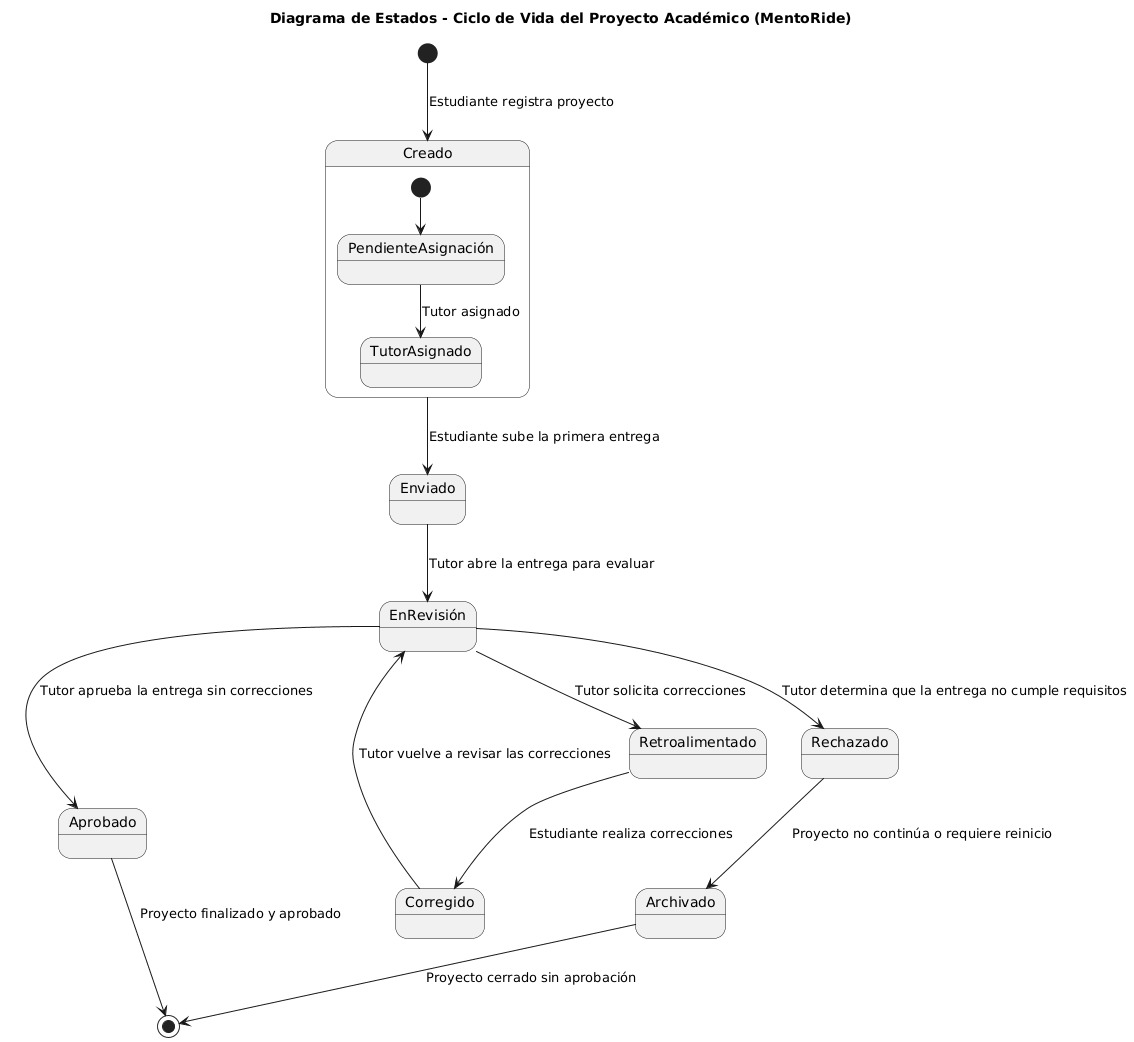 Diagrama de Estados - Ciclo de Vida del Proyecto Académico (MentoRide)
Estudiante registra proyecto
Creado
PendienteAsignación
Tutor asignado
TutorAsignado
Estudiante sube la primera entrega
Enviado
Tutor abre la entrega para evaluar
EnRevisión
Tutor aprueba la entrega sin correcciones
Tutor solicita correcciones
Tutor determina que la entrega no cumple requisitos
Retroalimentado
Rechazado
Tutor vuelve a revisar las correcciones
Aprobado
Estudiante realiza correcciones
Proyecto no continúa o requiere reinicio
Corregido
Archivado
Proyecto finalizado y aprobado
Proyecto cerrado sin aprobación